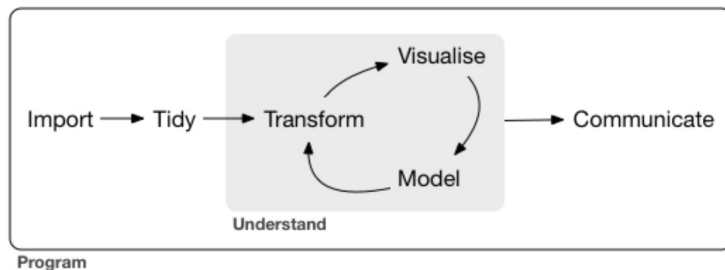 Visualise
Import Tidy Transform Communicate
Model
Understand
Program